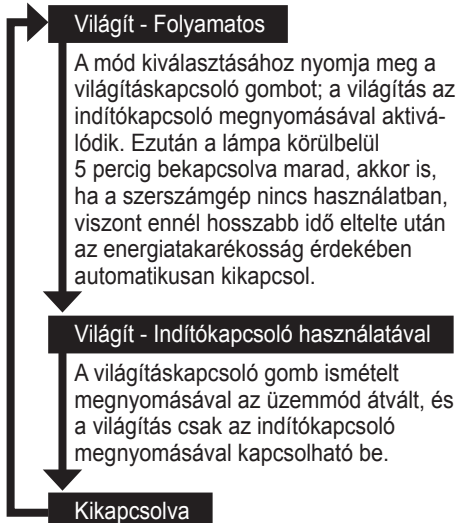 Világít - Folyamatos
A mód kiválasztásához nyomja meg a
világításkapcsoló gombot; a világítás az
indítókapcsoló megnyomásával aktivá-
lódik. Ezután a lámpa körülbelül
5 percig bekapcsolva marad, akkor is,
ha a szerszámgép nincs használatban,
viszont ennél hosszabb idő eltelte után
az energiatakarékosság érdekében
automatikusan kikapcsol.
Világít - Indítókapcsoló használatával
A világításkapcsoló gomb ismételt
megnyomásával az üzemmód átvált, és
a világítás csak az indítókapcsoló
megnyomásával kapcsolható be.
Kikapcsolva